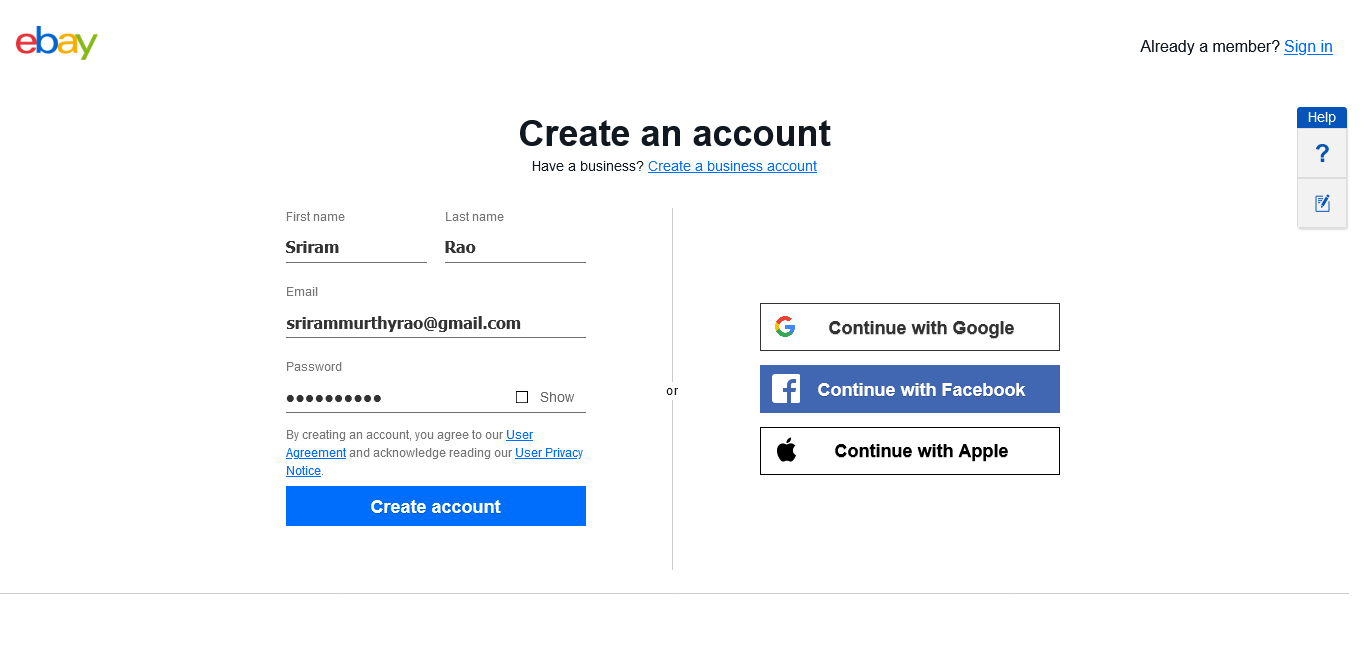 ebay
Already a member? Sign in
Help
?
Create an account
Have a business? Create a business account
First name
Last name
Sriram
Rao
Email
srirammurthyrao@gmail.com
Password
●●●●●●●●●●
Show
By creating an account, you agree to our User
Agreement and acknowledge reading our User Privacy
Notice.
Create account
or
Continue with Google
Continue with Facebook
Continue with Apple